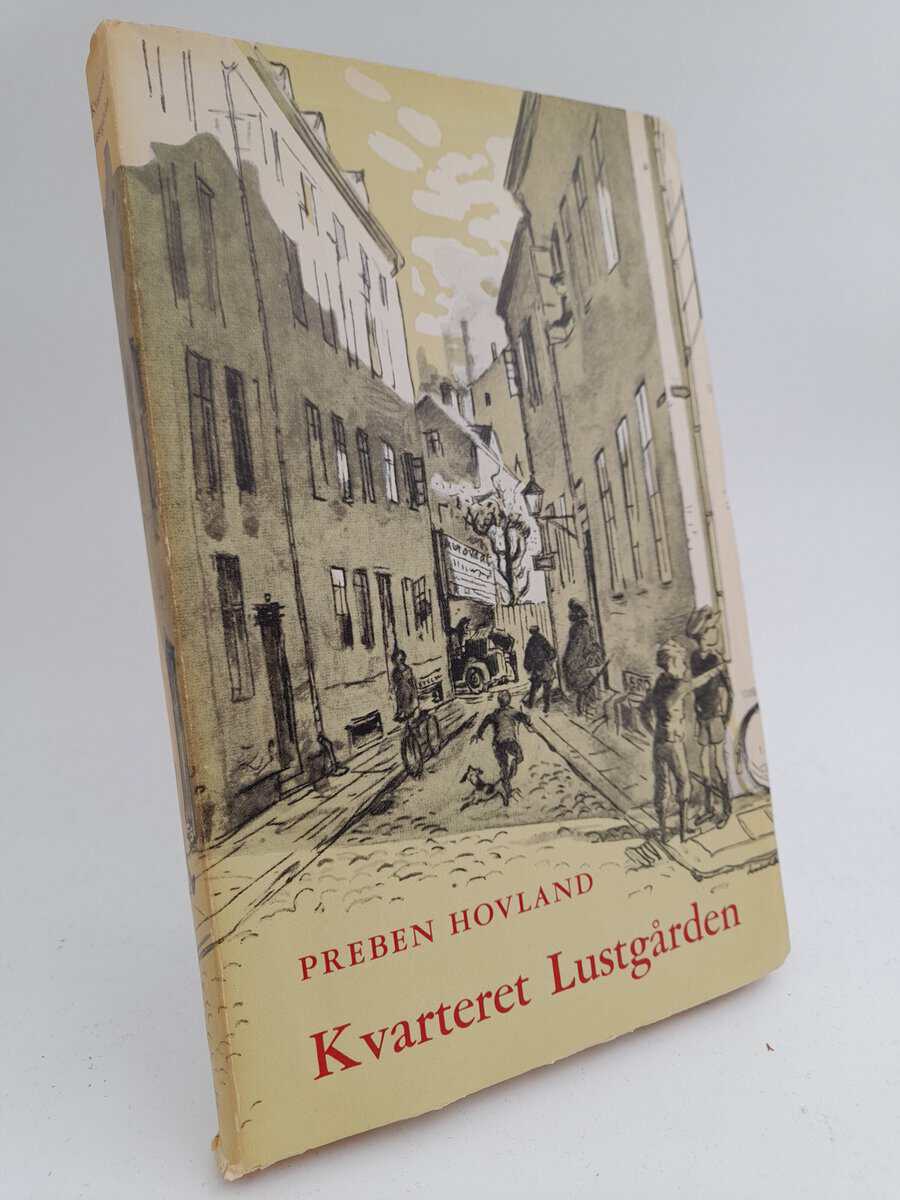 PREBEN HOVLAND
Kvarteret Lustgården